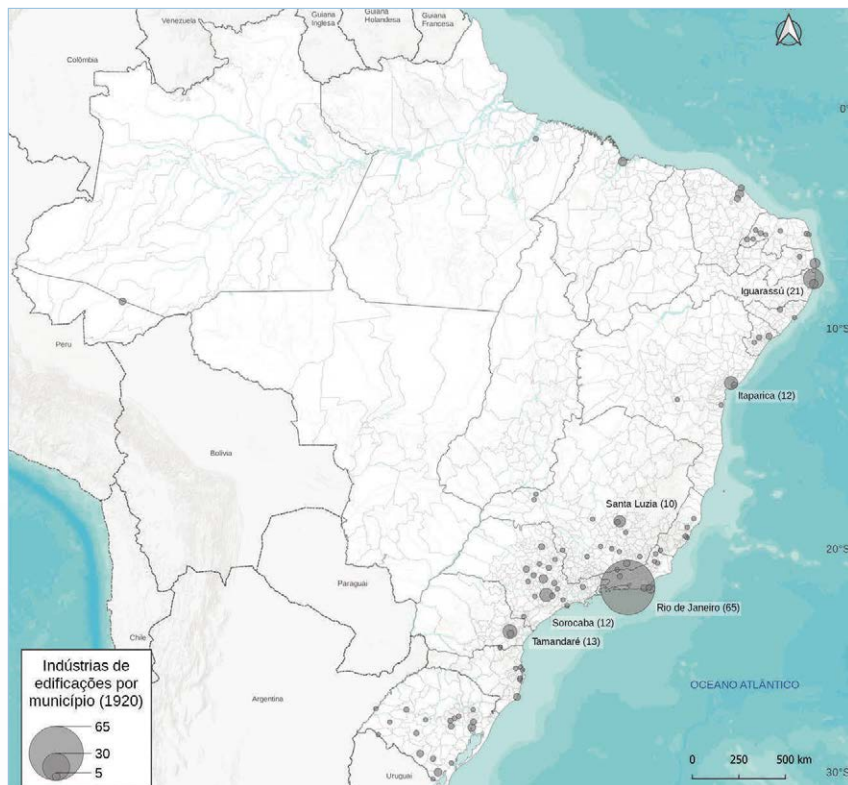 Venezuela
Guiana
Inglesa
Guiana
Holandesa
Guiana
Francesa
Colômbia
0°
Iguarassú (21)
10°S
Peru
Itaparica (12)
Bolívia
Santa Luzia (10)
20°S
Paraguai
Rio de Janeiro (65)
Sorocaba (12)
Tamandaré (13)
Chile
Indústrias de
edificações por
município (1920)
65
30
5
Argentina
OCEANO ATLÂNTICO
Uruguai
0 250 500 km
30°S